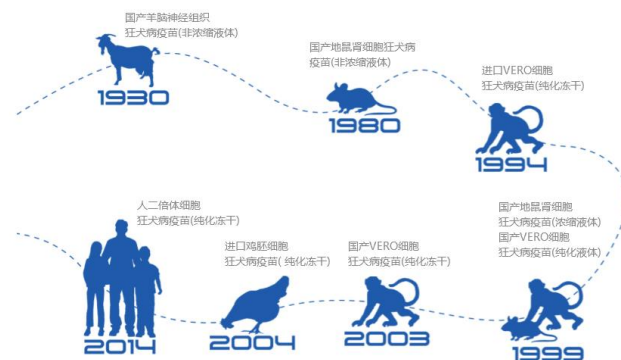 国产羊脑神经组织
狂犬病疫苗(非浓缩液体)
1930
国产地鼠肾细胞狂犬病
疫苗(非浓缩液体)
1980
进口VERO细胞
狂犬病疫苗(纯化冻干)
1994
国产地鼠肾细胞
狂犬病疫苗(浓缩液体)
国产VERO细胞
狂犬病疫苗(纯化液体)
1999
国产VERO细胞
狂犬病疫苗(纯化冻干)
2003
进口鸡胚细胞
狂犬病疫苗( 纯化冻干)
2004
人二倍体细胞
狂犬病疫苗(纯化冻干)
2014